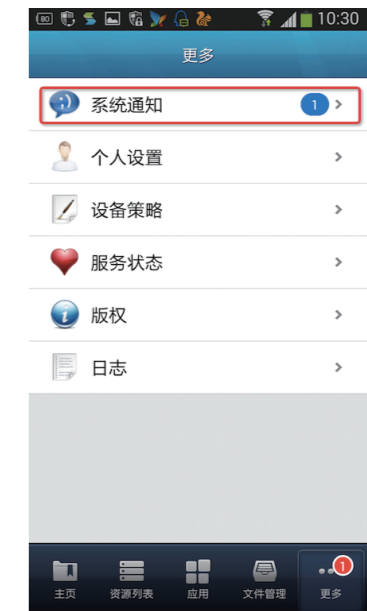 80
10:30
更多
系统通知
1
个人设置
设备策略
服务状态
版权
日志
主页
资源列表
应用
文件管理
1
更多